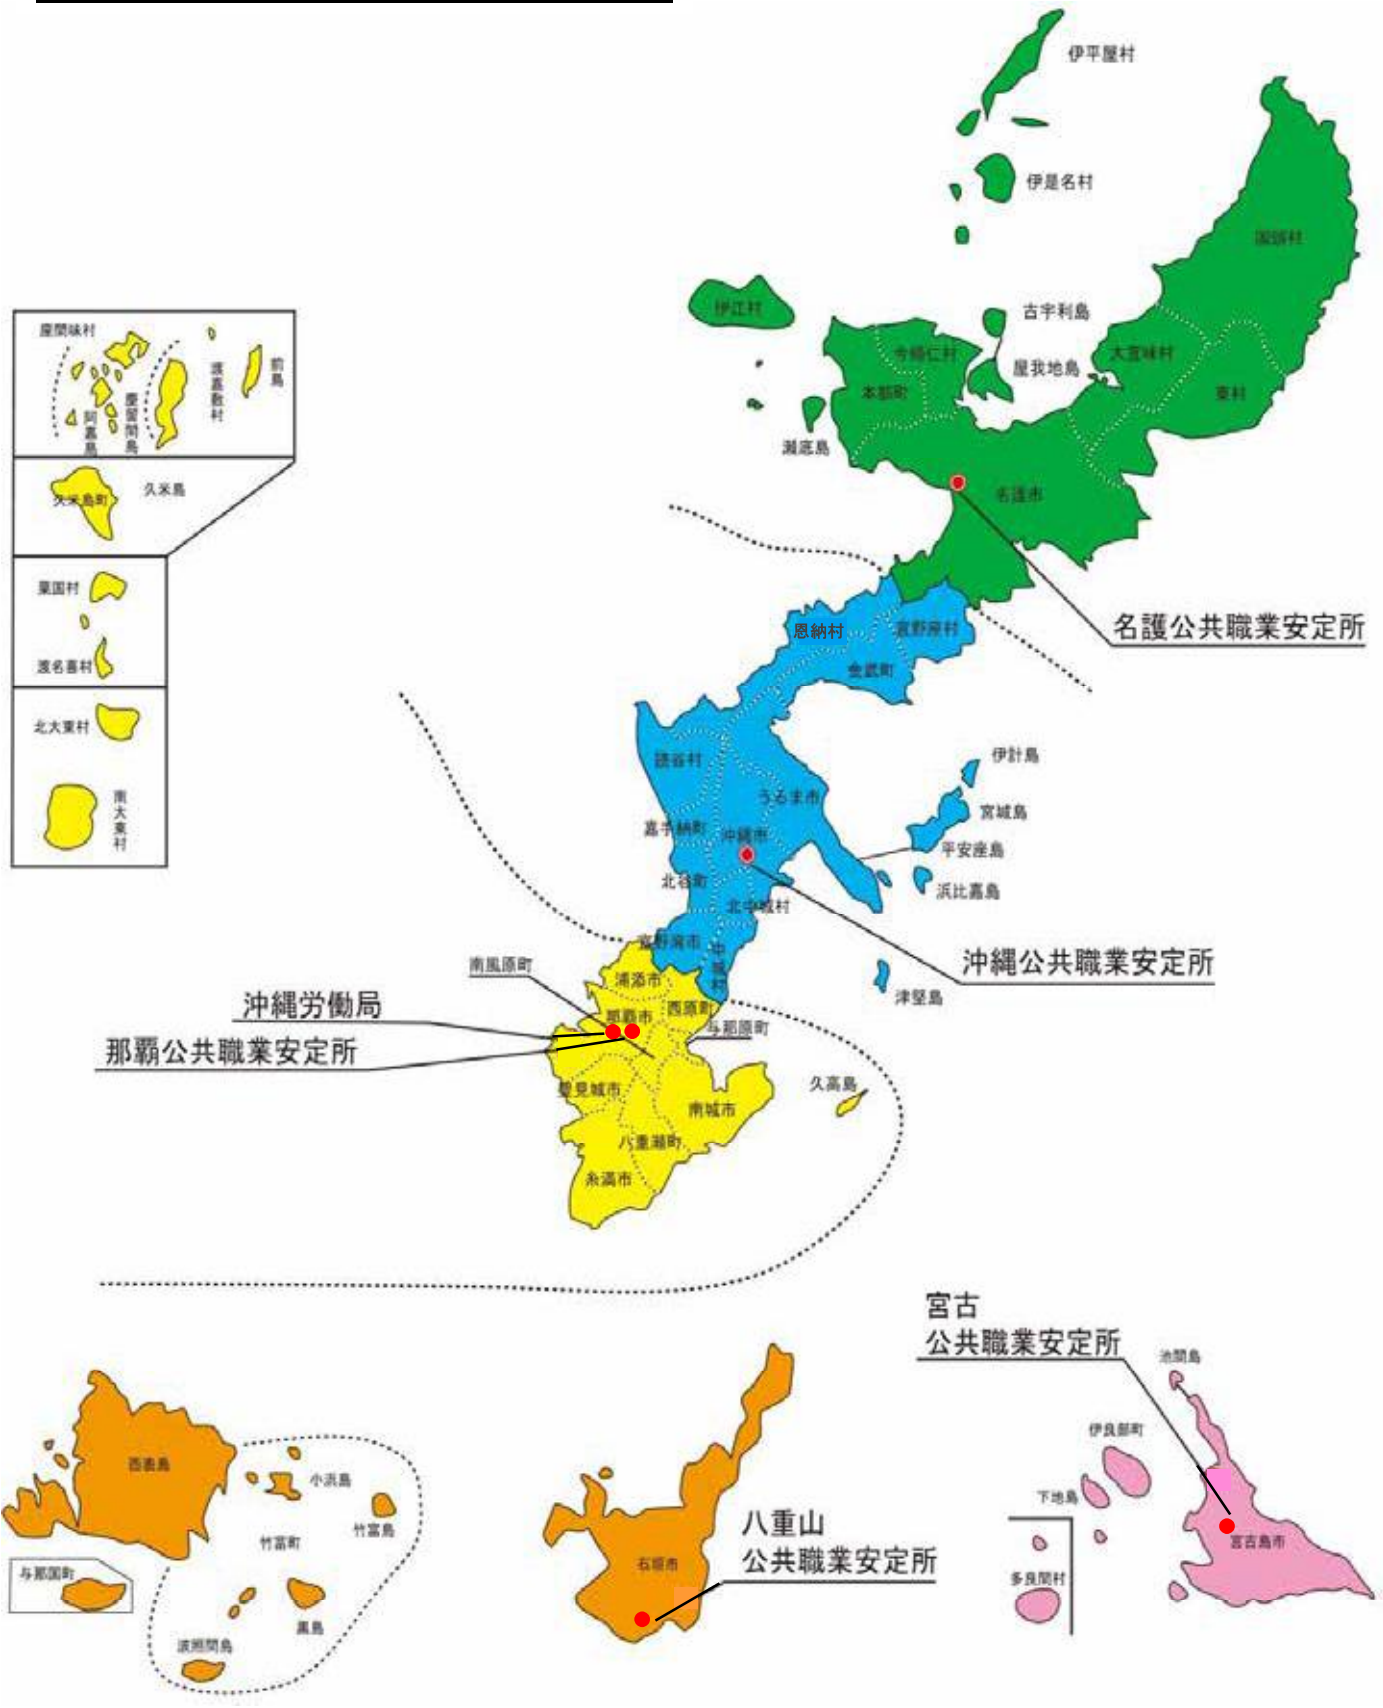 伊平屋村
伊是名村
国頭村
伊江村
古宇利島
今帰仁村
屋我地島
大宜味村
本部町
東村
瀬底島
名護市
名護公共職業安定所
座間味村
渡嘉敷村
前島
阿嘉島
慶留間島
久米島町
久米島
粟国村
渡名喜村
北大東村
南大東村
恩納村
宜野座村
金武町
読谷村
うるま市
伊計島
宮城島
嘉手納町
沖縄市
平安座島
北谷町
浜比嘉島
北中城村
宜野湾市
中城村
沖縄公共職業安定所
津堅島
南風原町
浦添市
沖縄労働局
西原町
那覇市
与那原町
那覇公共職業安定所
豊見城市
久高島
南城市
八重瀬町
糸満市
宮古
公共職業安定所
池間島
伊良部町
下地島
宮古島市
多良間村
西表島
小浜島
竹富島
竹富町
与那国町
黒島
波照間島
八重山
公共職業安定所
石垣市